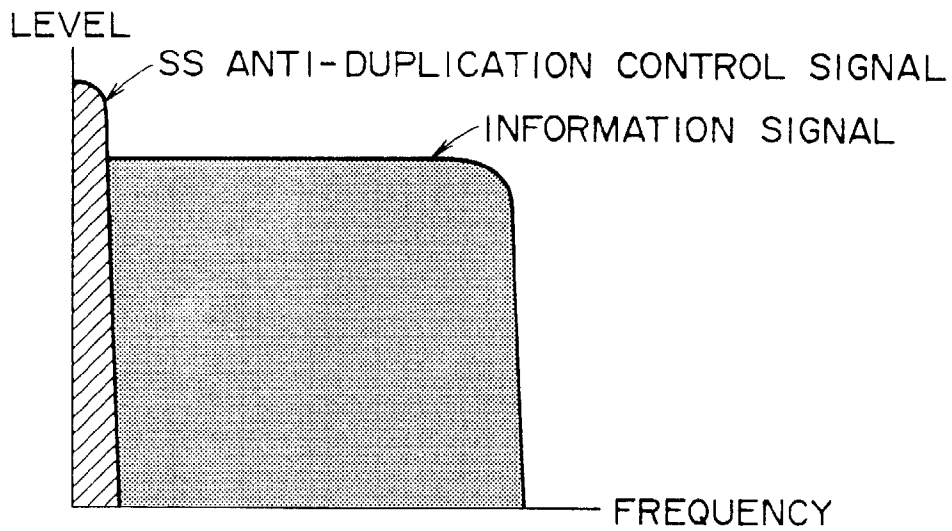 LEVEL
SS ANTI-DUPLICATION CONTROL SIGNAL
INFORMATION SIGNAL
FREQUENCY